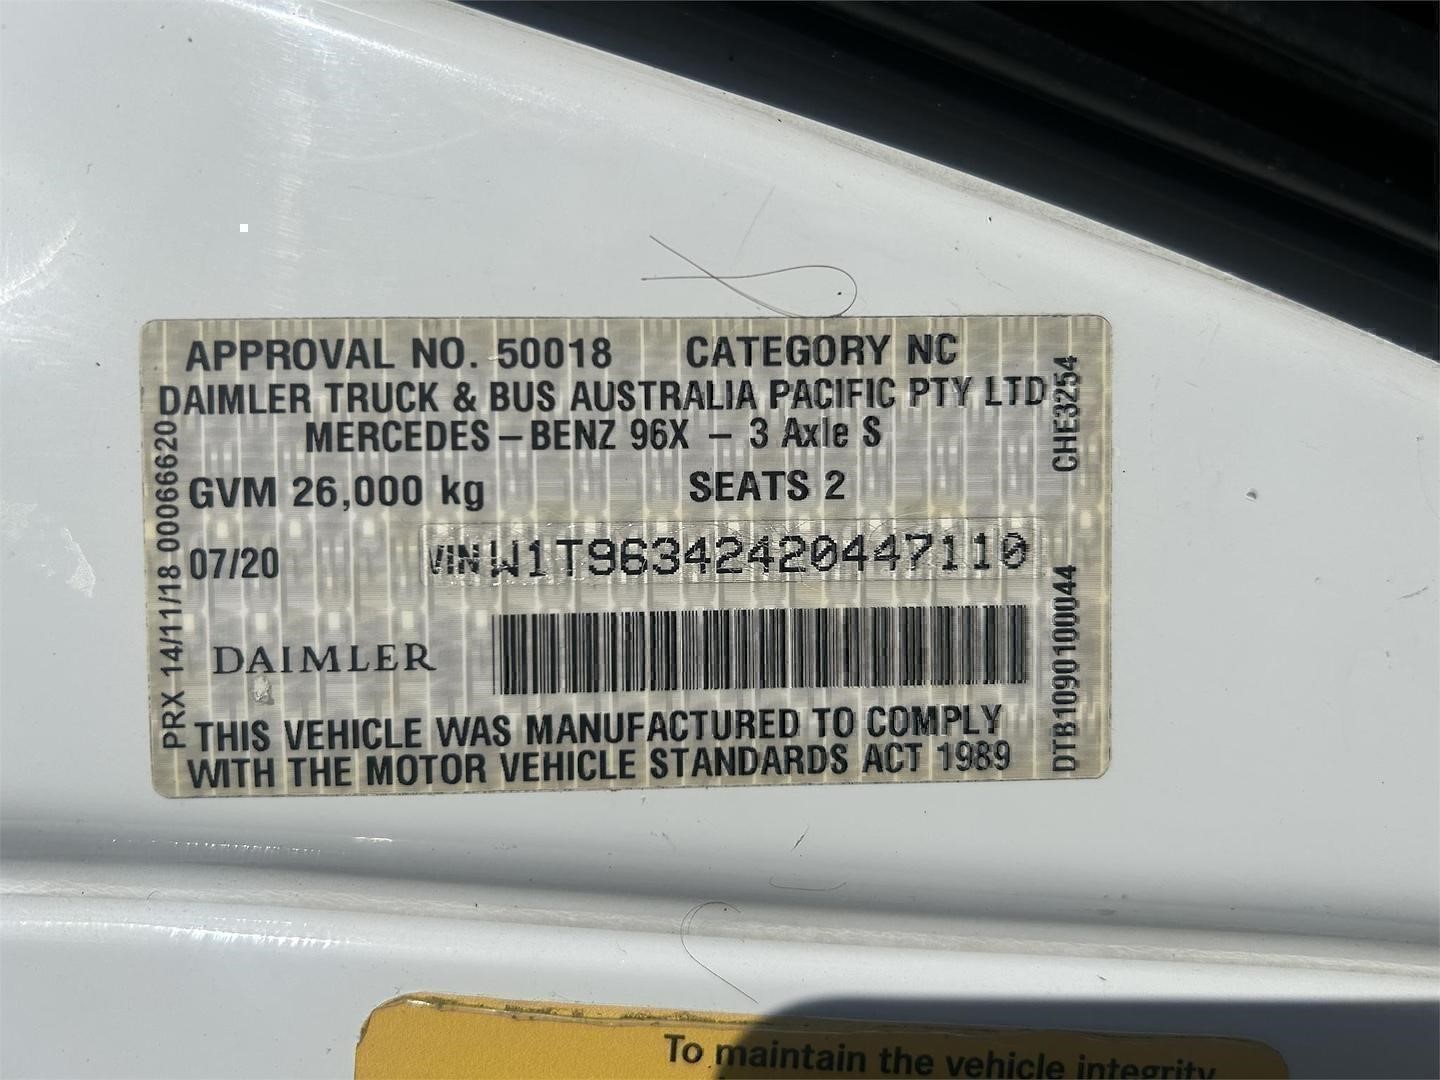 APPROVAL NO. 50018 CATEGORY NC
DAIMLER TRUCK & BUS AUSTRALIA PACIFIC PTY LTD
MERCEDES-BENZ 96X - 3 Axle S
GVM 26,000 kg SEATS 2
07/20 VIN W1T96342420447110
DAIMLER
THIS VEHICLE WAS MANUFACTURED TO COMPLY
WITH THE MOTOR VEHICLE STANDARDS ACT 1989
PRX 14/11/18 00066620
CHE3254
DTB1090100044
To maintain the vehicle integrity